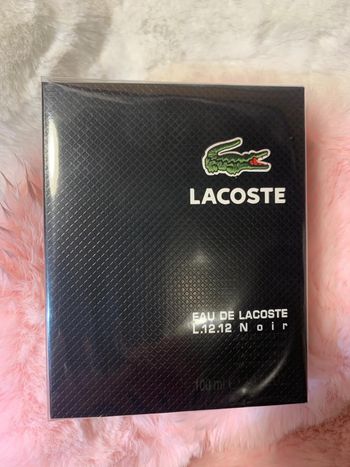 LACOSTE
EAU DE LACOSTE
L.12.12 Noir
100 ml